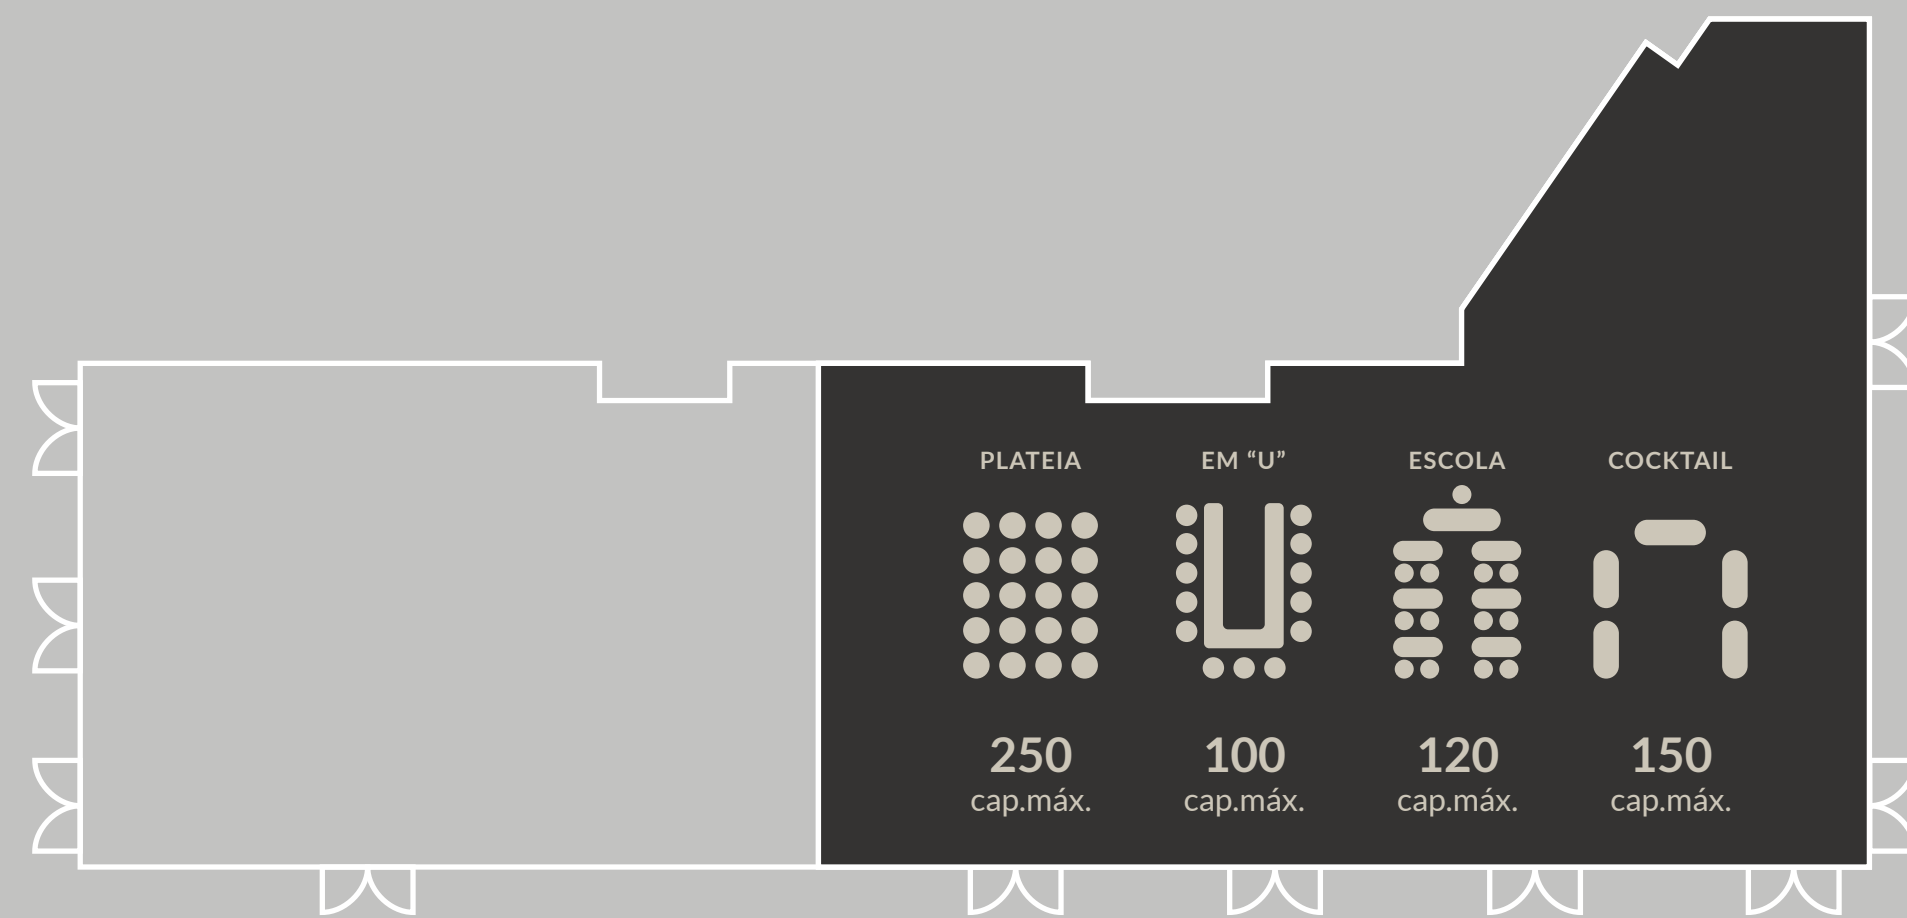 PLATEIA
EM “U”
ESCOLA
COCKTAIL
250
cap.máx.
100
cap.máx.
120
cap.máx.
150
cap.máx.